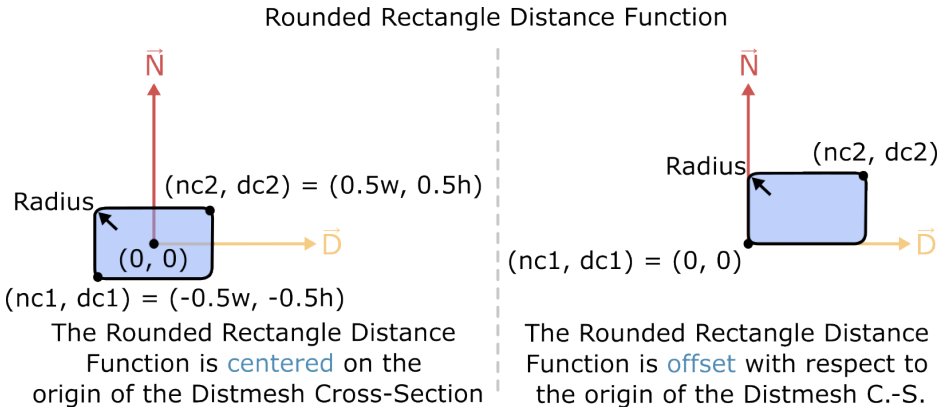 Rounded Rectangle Distance Function
N
(nc2, dc2) = (0.5w, 0.5h)
Radius
D
(0, 0)
(nc1, dc1) = (-0.5w, -0.5h)
The Rounded Rectangle Distance
Function is centered on the
origin of the Distmesh Cross-Section
N
(nc2, dc2)
Radius
D
(nc1, dc1) = (0, 0)
The Rounded Rectangle Distance
Function is offset with respect to
the origin of the Distmesh C.-S.